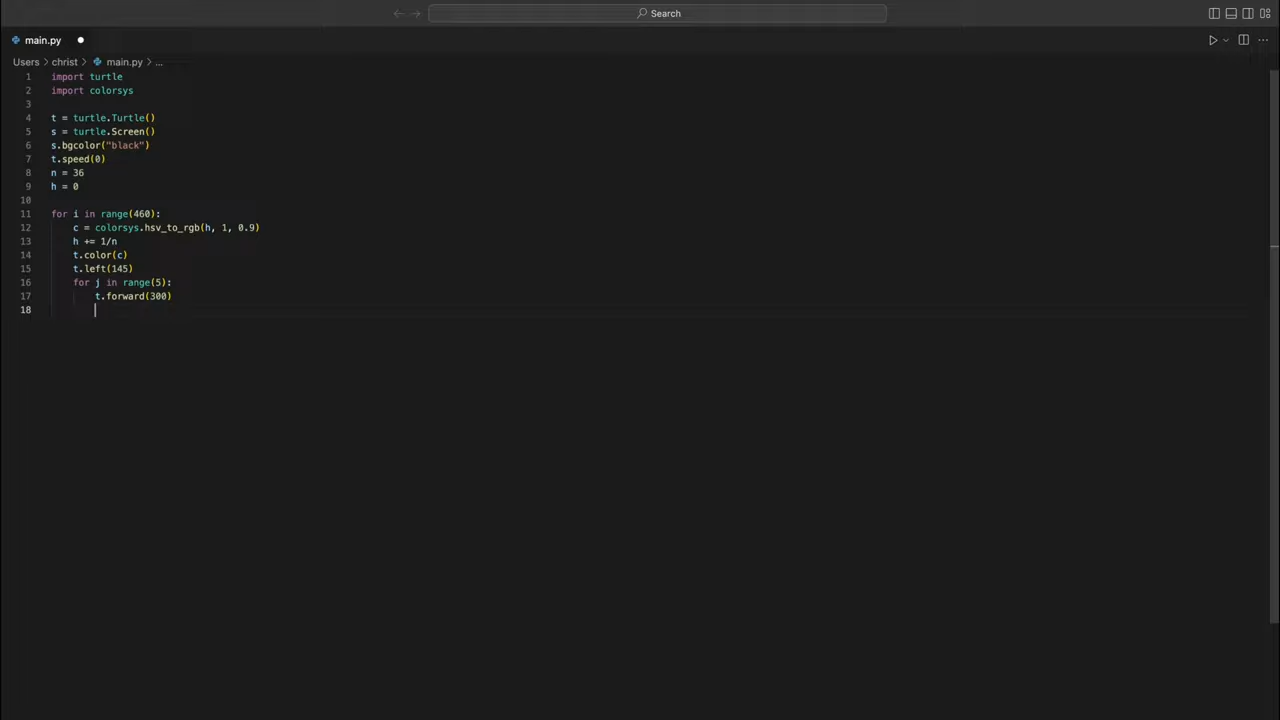 Search
main.py
Users > christ > main.py > ...
1 import turtle
2 import colorsys
3
4 t = turtle.Turtle()
5 s = turtle.Screen()
6 s.bgcolor("black")
7 t.speed(0)
8 n = 36
9 h = 0
10
11 for i in range(460):
12     c = colorsys.hsv_to_rgb(h, 1, 0.9)
13     h += 1/n
14     t.color(c)
15     t.left(145)
16     for j in range(5):
17         t.forward(300)
18